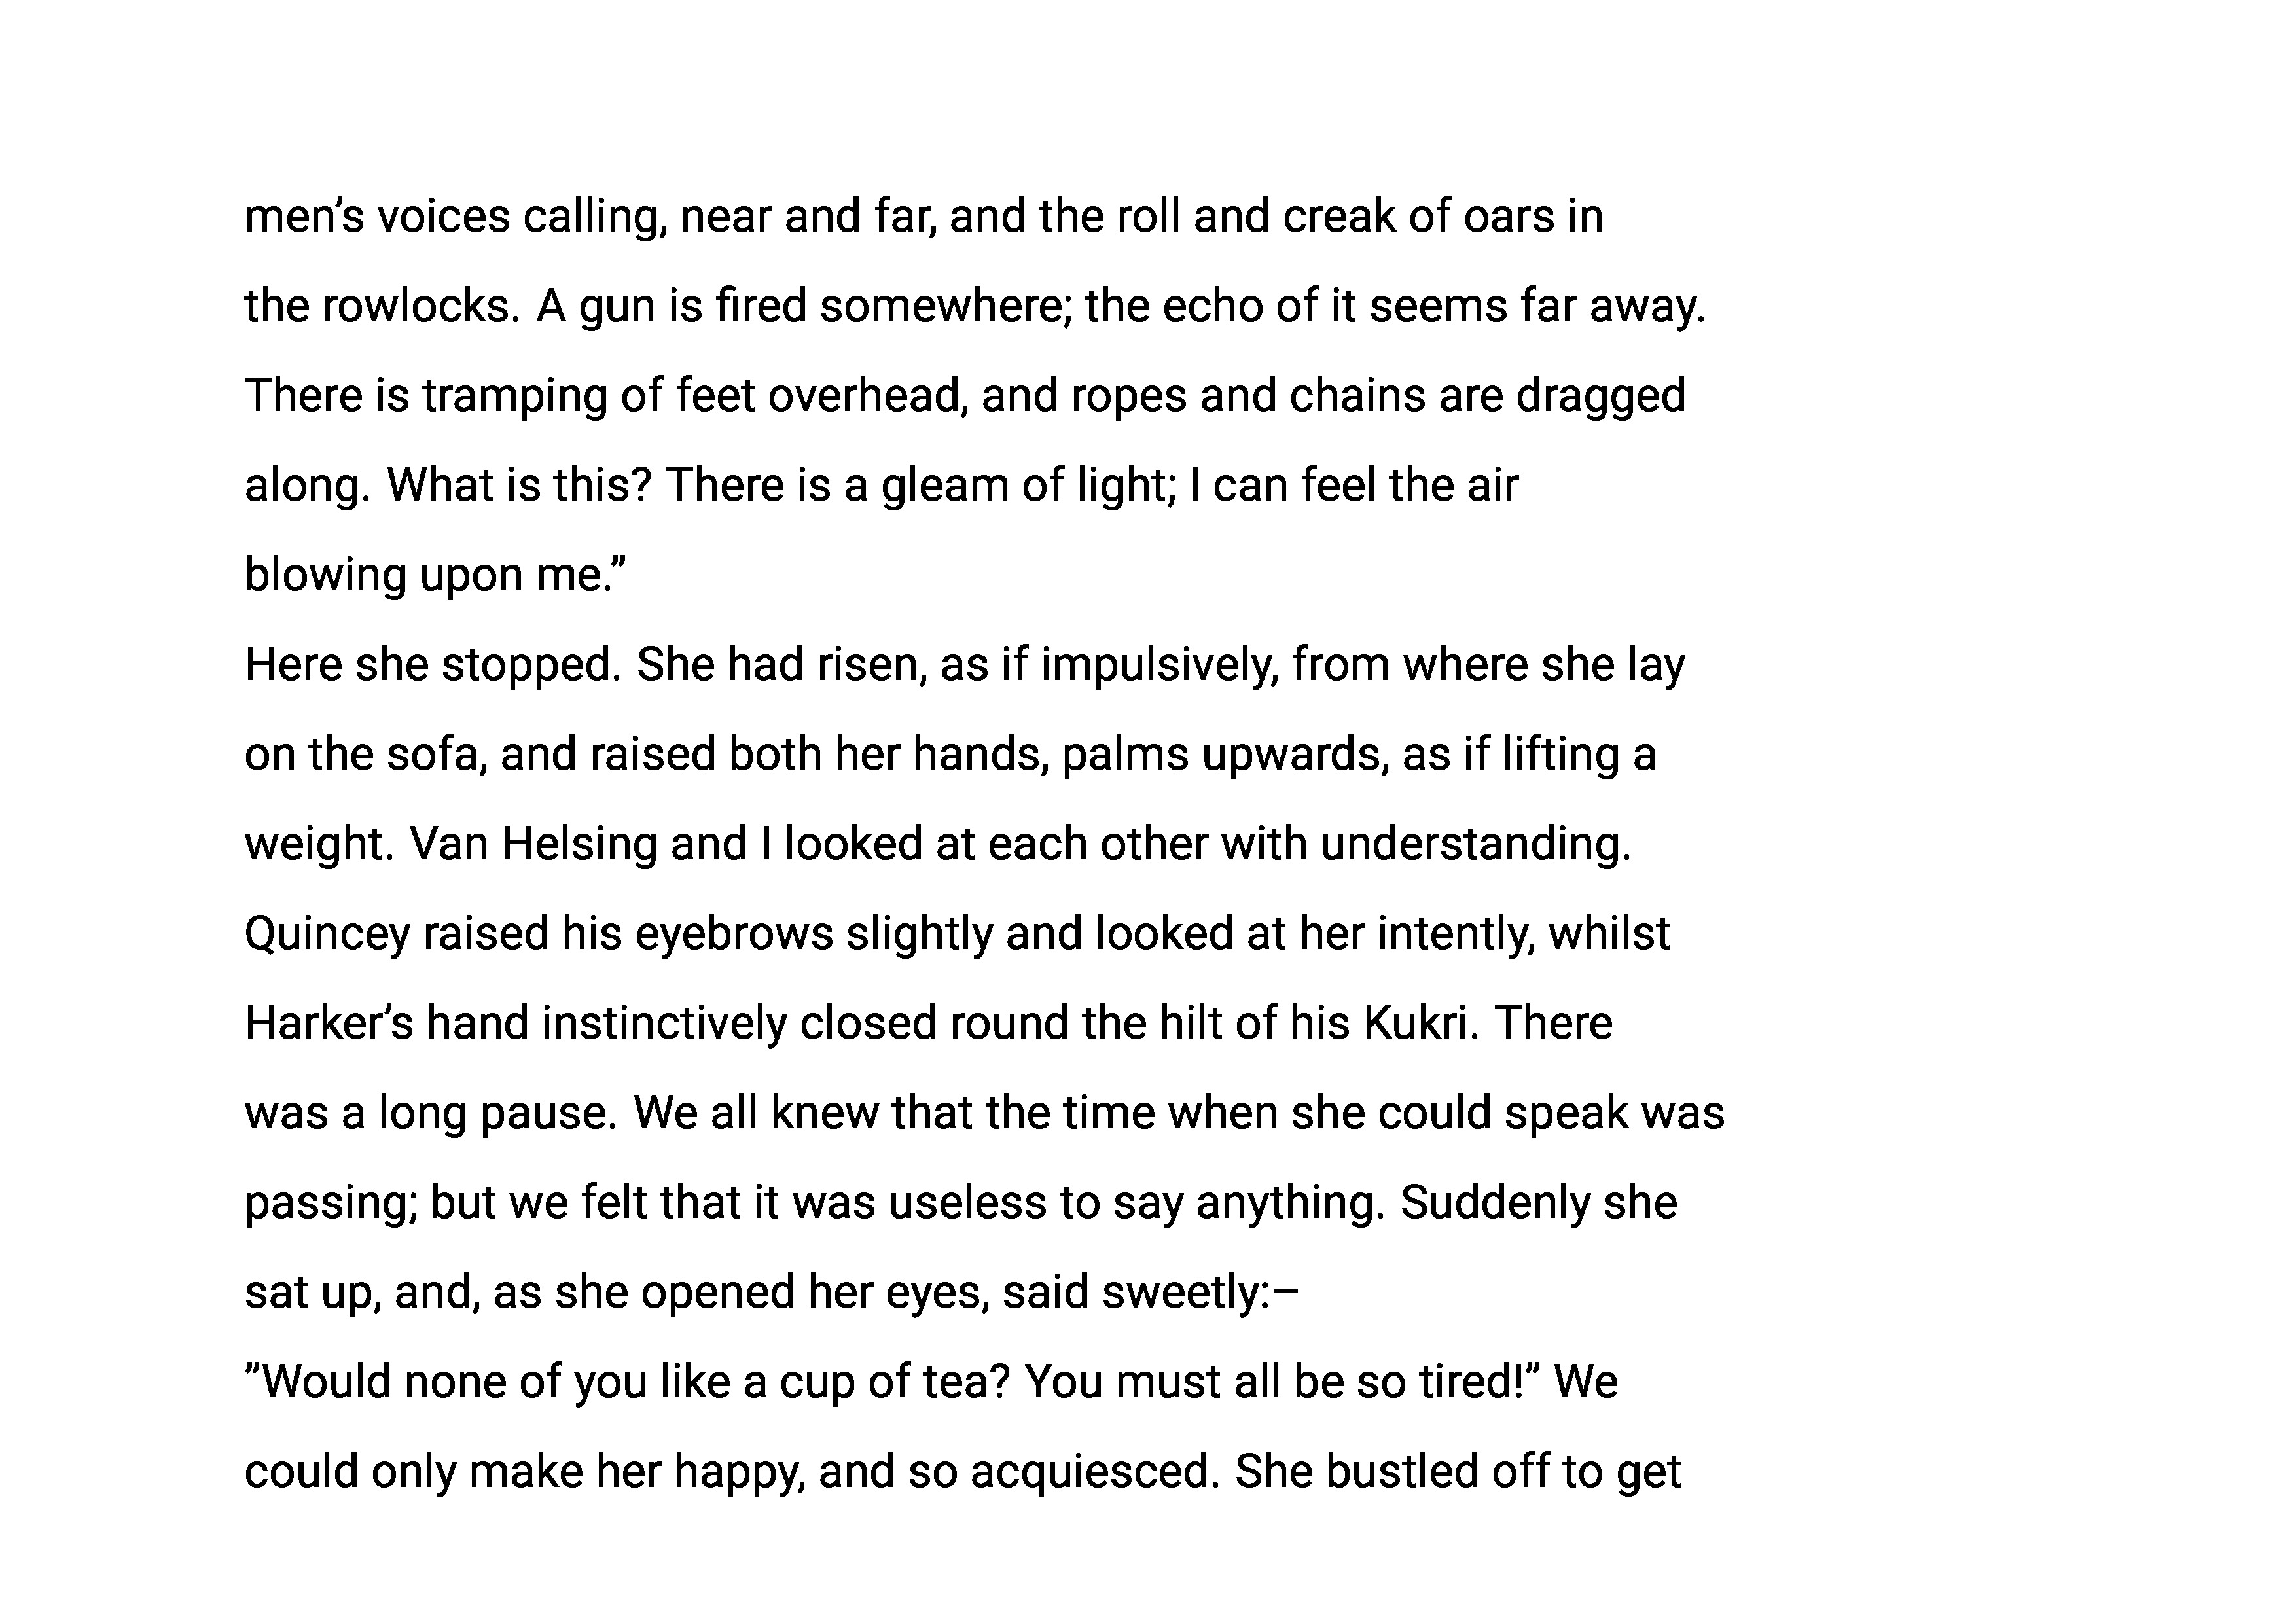 men’s voices calling, near and far, and the roll and creak of oars in
the rowlocks. A gun is fired somewhere; the echo of it seems far away.
There is tramping of feet overhead, and ropes and chains are dragged
along. What is this? There is a gleam of light; I can feel the air
blowing upon me.”
Here she stopped. She had risen, as if impulsively, from where she lay
on the sofa, and raised both her hands, palms upwards, as if lifting a
weight. Van Helsing and I looked at each other with understanding.
Quincey raised his eyebrows slightly and looked at her intently, whilst
Harker’s hand instinctively closed round the hilt of his Kukri. There
was a long pause. We all knew that the time when she could speak was
passing; but we felt that it was useless to say anything. Suddenly she
sat up, and, as she opened her eyes, said sweetly:–
”Would none of you like a cup of tea? You must all be so tired!” We
could only make her happy, and so acquiesced. She bustled off to get